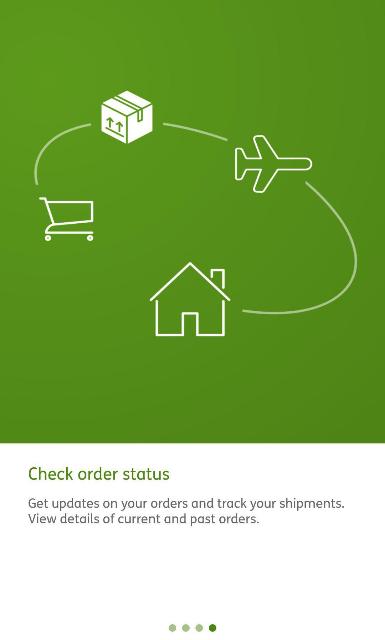 Check order status
Get updates on your orders and track your shipments.
View details of current and past orders.